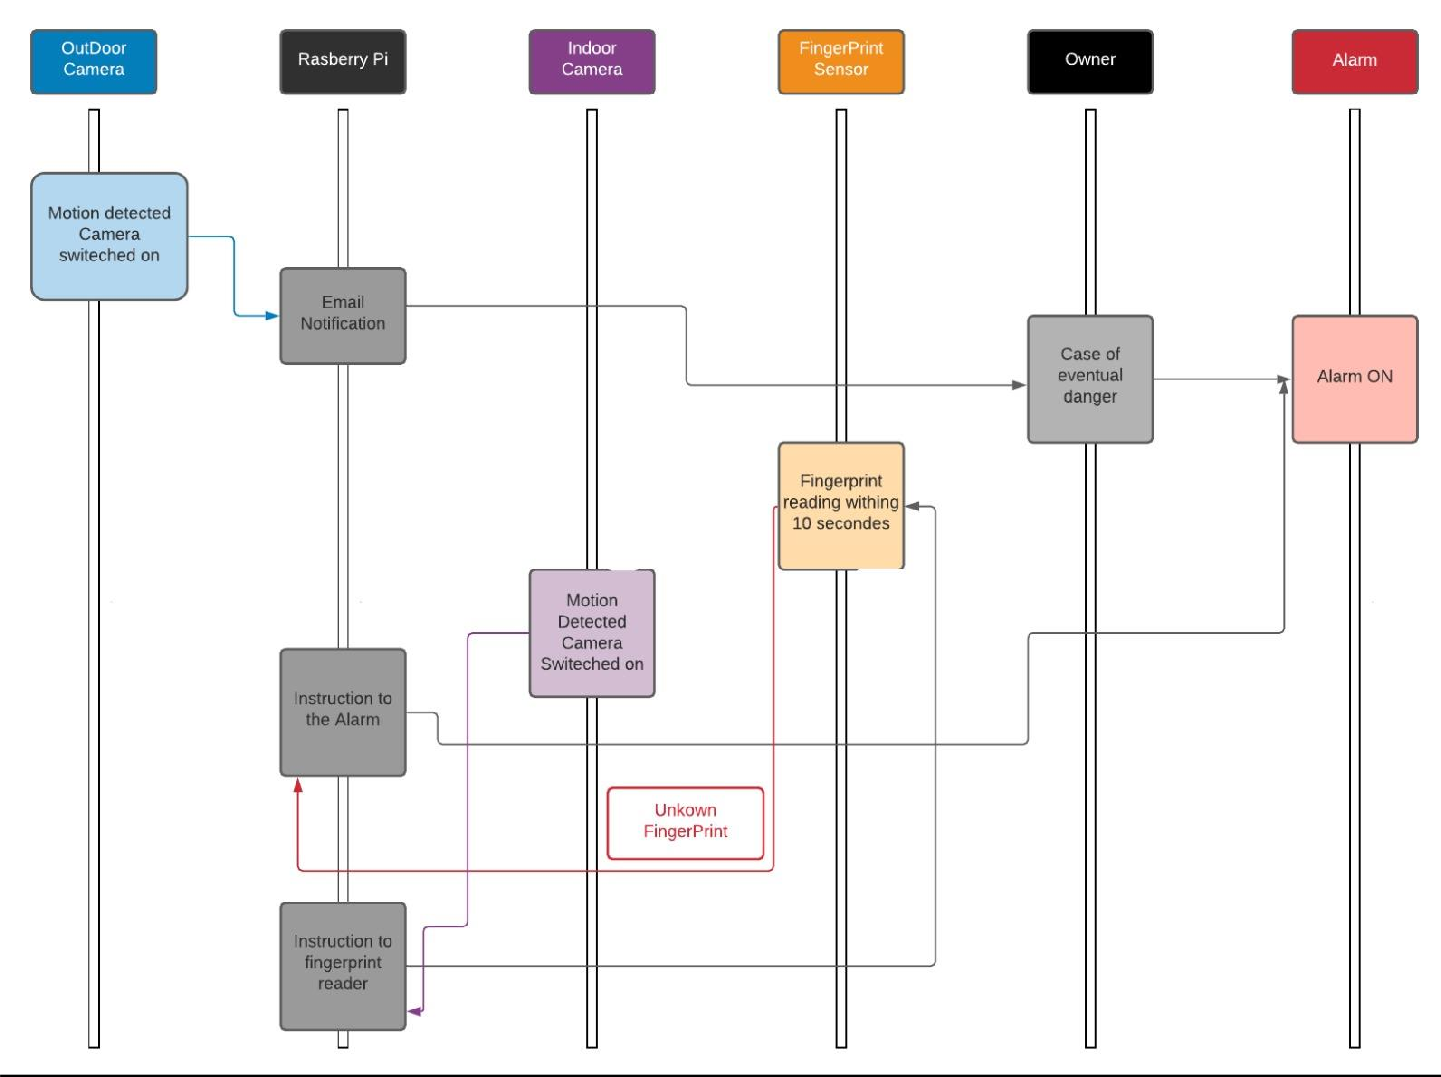 OutDoor
Camera
Rasberry Pi
Indoor
Camera
FingerPrint
Sensor
Owner
Alarm
Motion detected
Camera
switeched on
Email
Notification
Case of
eventual
danger
Alarm ON
Fingerprint
reading withing
10 secondes
Motion
Detected
Camera
Switeched on
Instruction to
the Alarm
Unkown
FingerPrint
Instruction to
fingerprint
reader